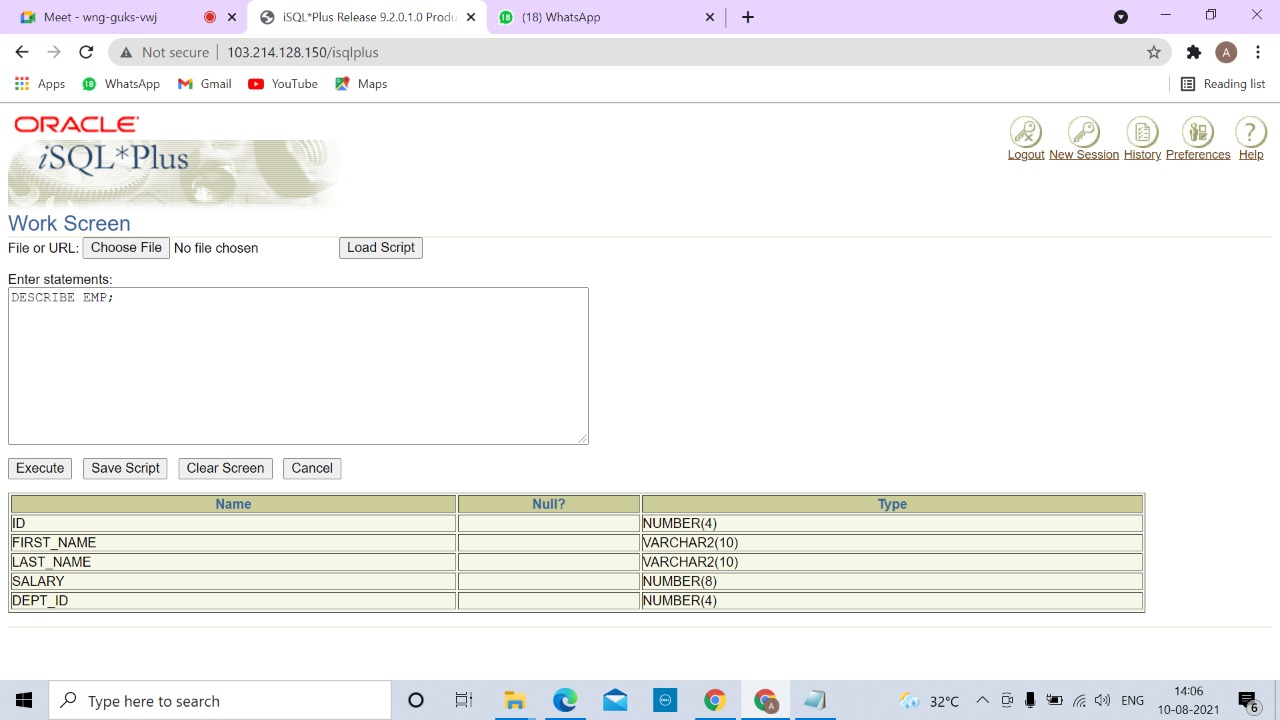 Meet - wng-guks-vwj
iSQL*Plus Release 9.2.0.1.0 Produ
(18) WhatsApp
Not secure
103.214.128.150/isqlplus
A
Apps
18
WhatsApp
Gmail
YouTube
Maps
Reading list
ORACLE
iSQL*Plus
Logout New Session History Preferences Help
Work Screen
File or URL: Choose File No file chosen Load Script
Enter statements:
DESCRIBE EMP;
Execute Save Script Clear Screen Cancel
Name Null? Type
ID NUMBER(4)
FIRST_NAME VARCHAR2(10)
LAST_NAME VARCHAR2(10)
SALARY NUMBER(8)
DEPT_ID NUMBER(4)
Type here to search
32°C
ENG
14:06
10-08-2021
6